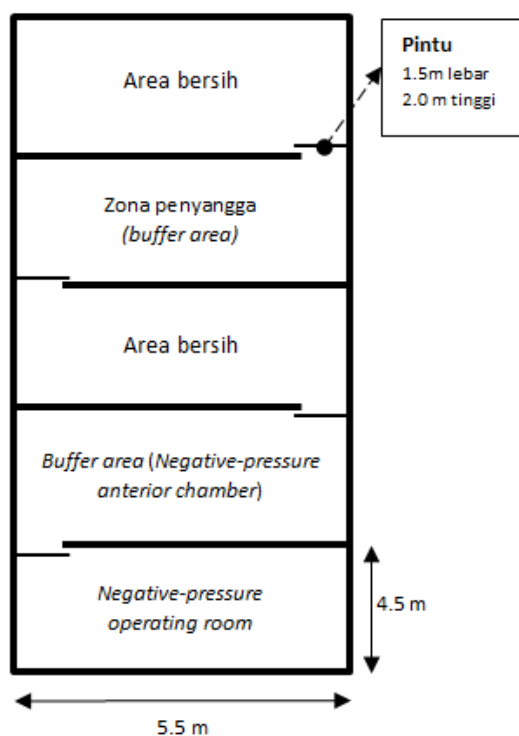 Pintu
1.5m lebar
2.0 m tinggi
Area bersih
Zona penyangga
(buffer area)
Area bersih
Buffer area (Negative-pressure
anterior chamber)
Negative-pressure
operating room
4.5 m
5.5 m